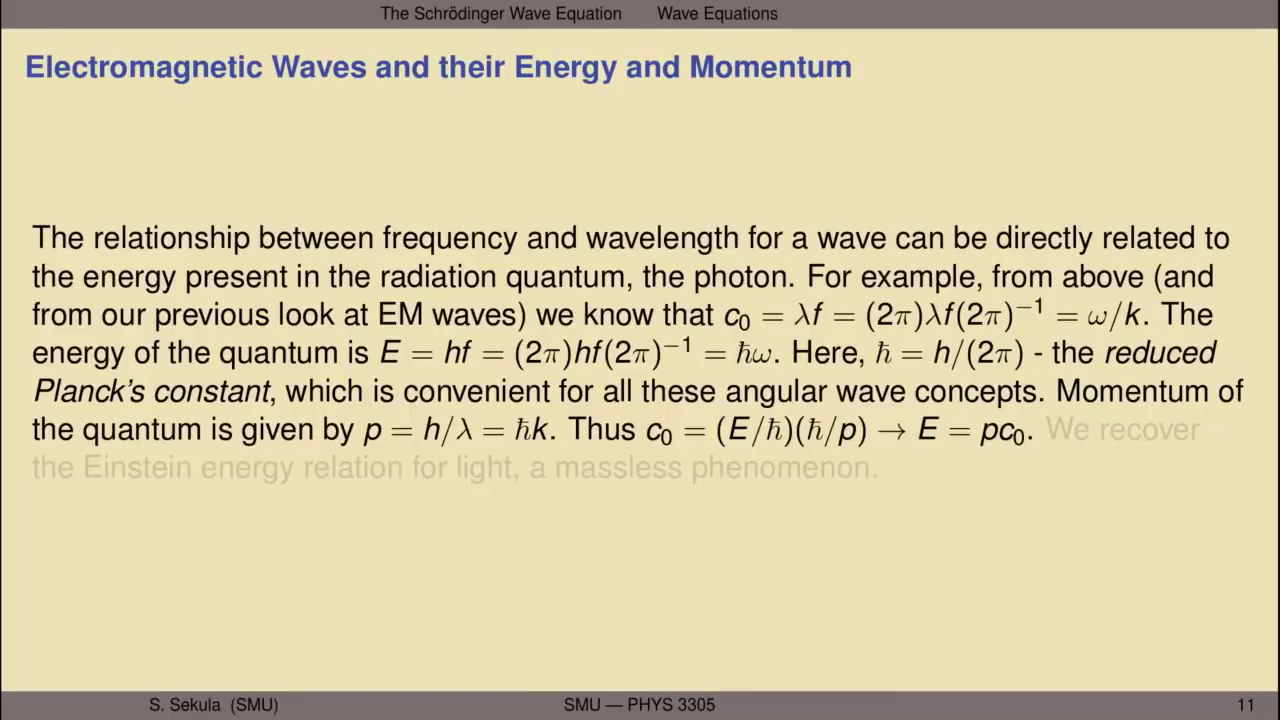 The Schrödinger Wave Equation Wave Equations
Electromagnetic Waves and their Energy and Momentum
The relationship between frequency and wavelength for a wave can be directly related to
the energy present in the radiation quantum, the photon. For example, from above (and
from our previous look at EM waves) we know that c₀ = λf = (2π)λf(2π)⁻¹ = ω/k. The
energy of the quantum is E = hf = (2π)hf(2π)⁻¹ = ħω. Here, ħ = h/(2π) - the reduced
Planck's constant, which is convenient for all these angular wave concepts. Momentum of
the quantum is given by p = h/λ = ħk. Thus c₀ = (E/ħ)(ħ/p) → E = pc₀. We recover
the Einstein energy relation for light, a massless phenomenon.
S. Sekula (SMU) SMU — PHYS 3305 11